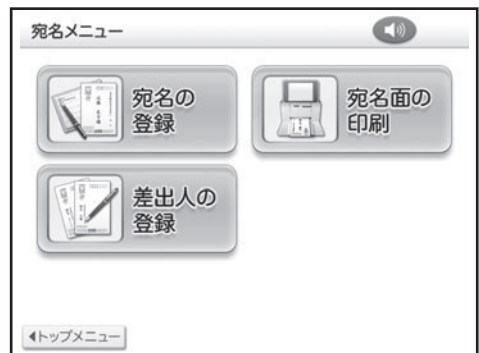 宛名メニュー
宛名の
登録
宛名面の
印刷
差出人の
登録
◀トップメニュー